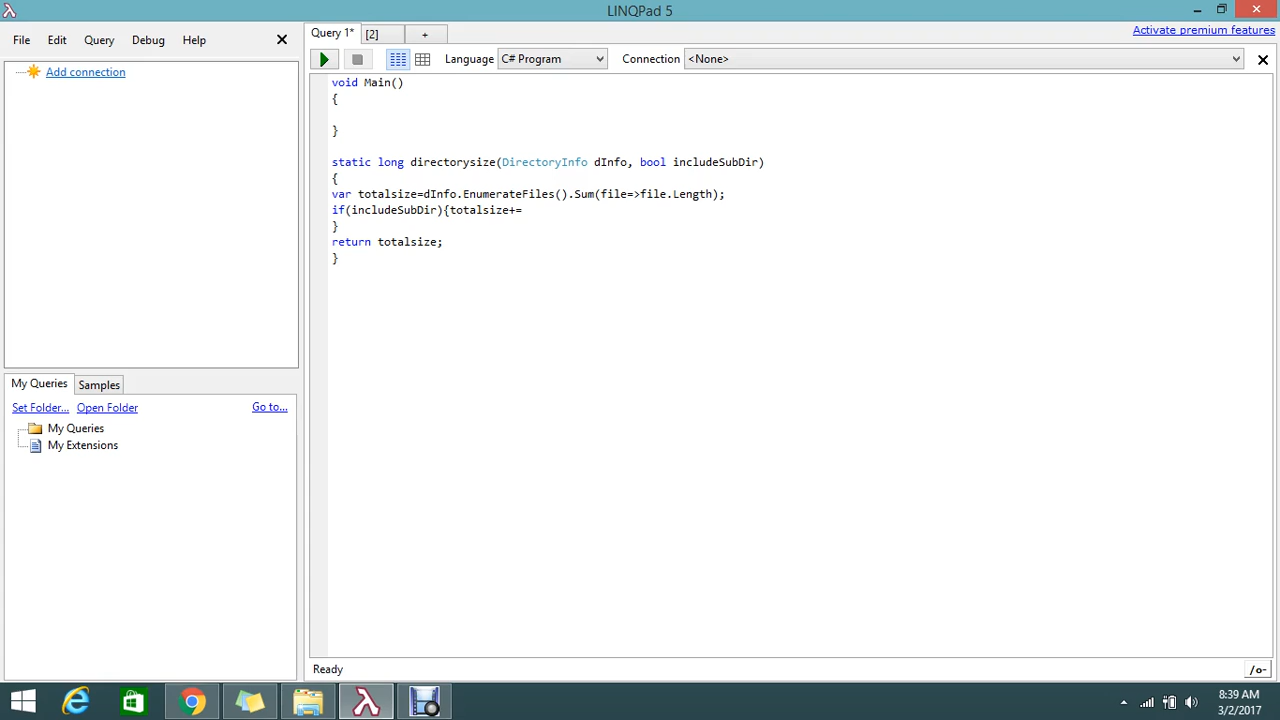 LINQPad 5
File Edit Query Debug Help
Query 1* [2] +
Activate premium features
Language C# Program Connection <None>
Add connection
void Main()
{
}
static long directorysize(DirectoryInfo dInfo, bool includeSubDir)
{
var totalsize=dInfo.EnumerateFiles().Sum(file=>file.Length);
if(includeSubDir){totalsize+=
}
return totalsize;
}
My Queries Samples
Set Folder... Open Folder Go to...
My Queries
My Extensions
Ready
/o-
8:39 AM
3/2/2017